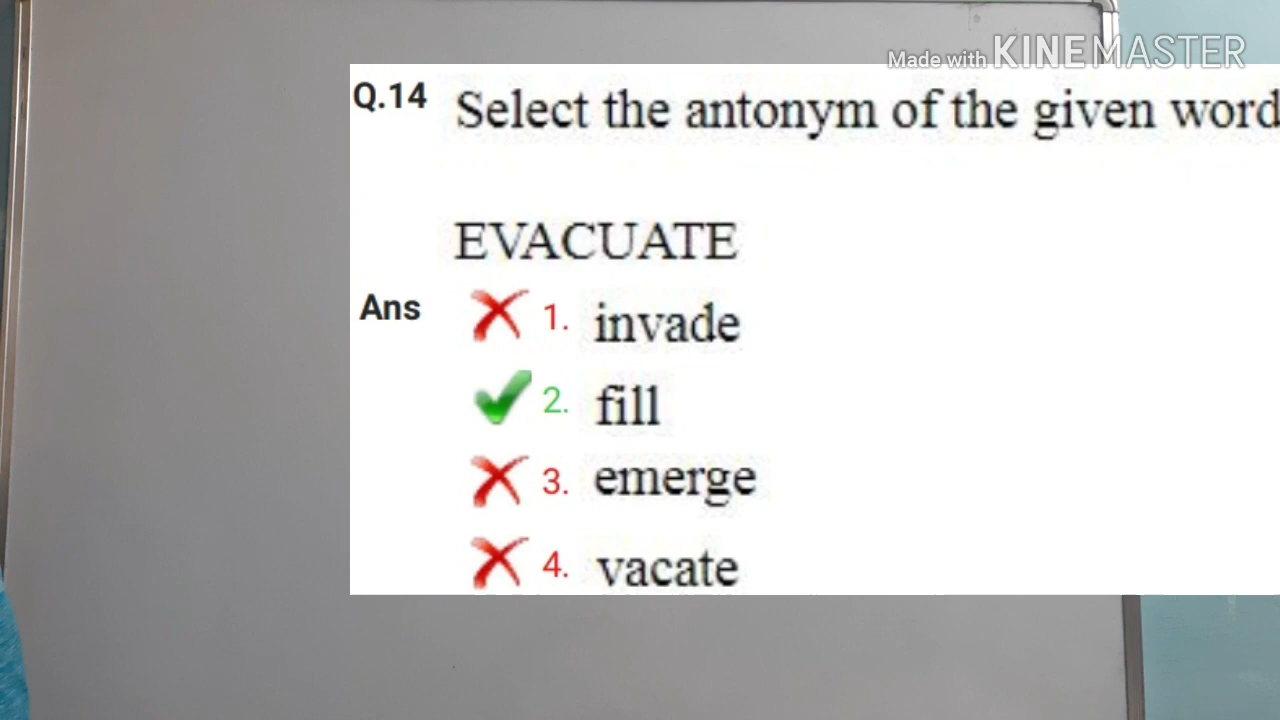 Made with KINEMASTER
Q.14 Select the antonym of the given word
EVACUATE
Ans 1. invade
2. fill
3. emerge
4. vacate